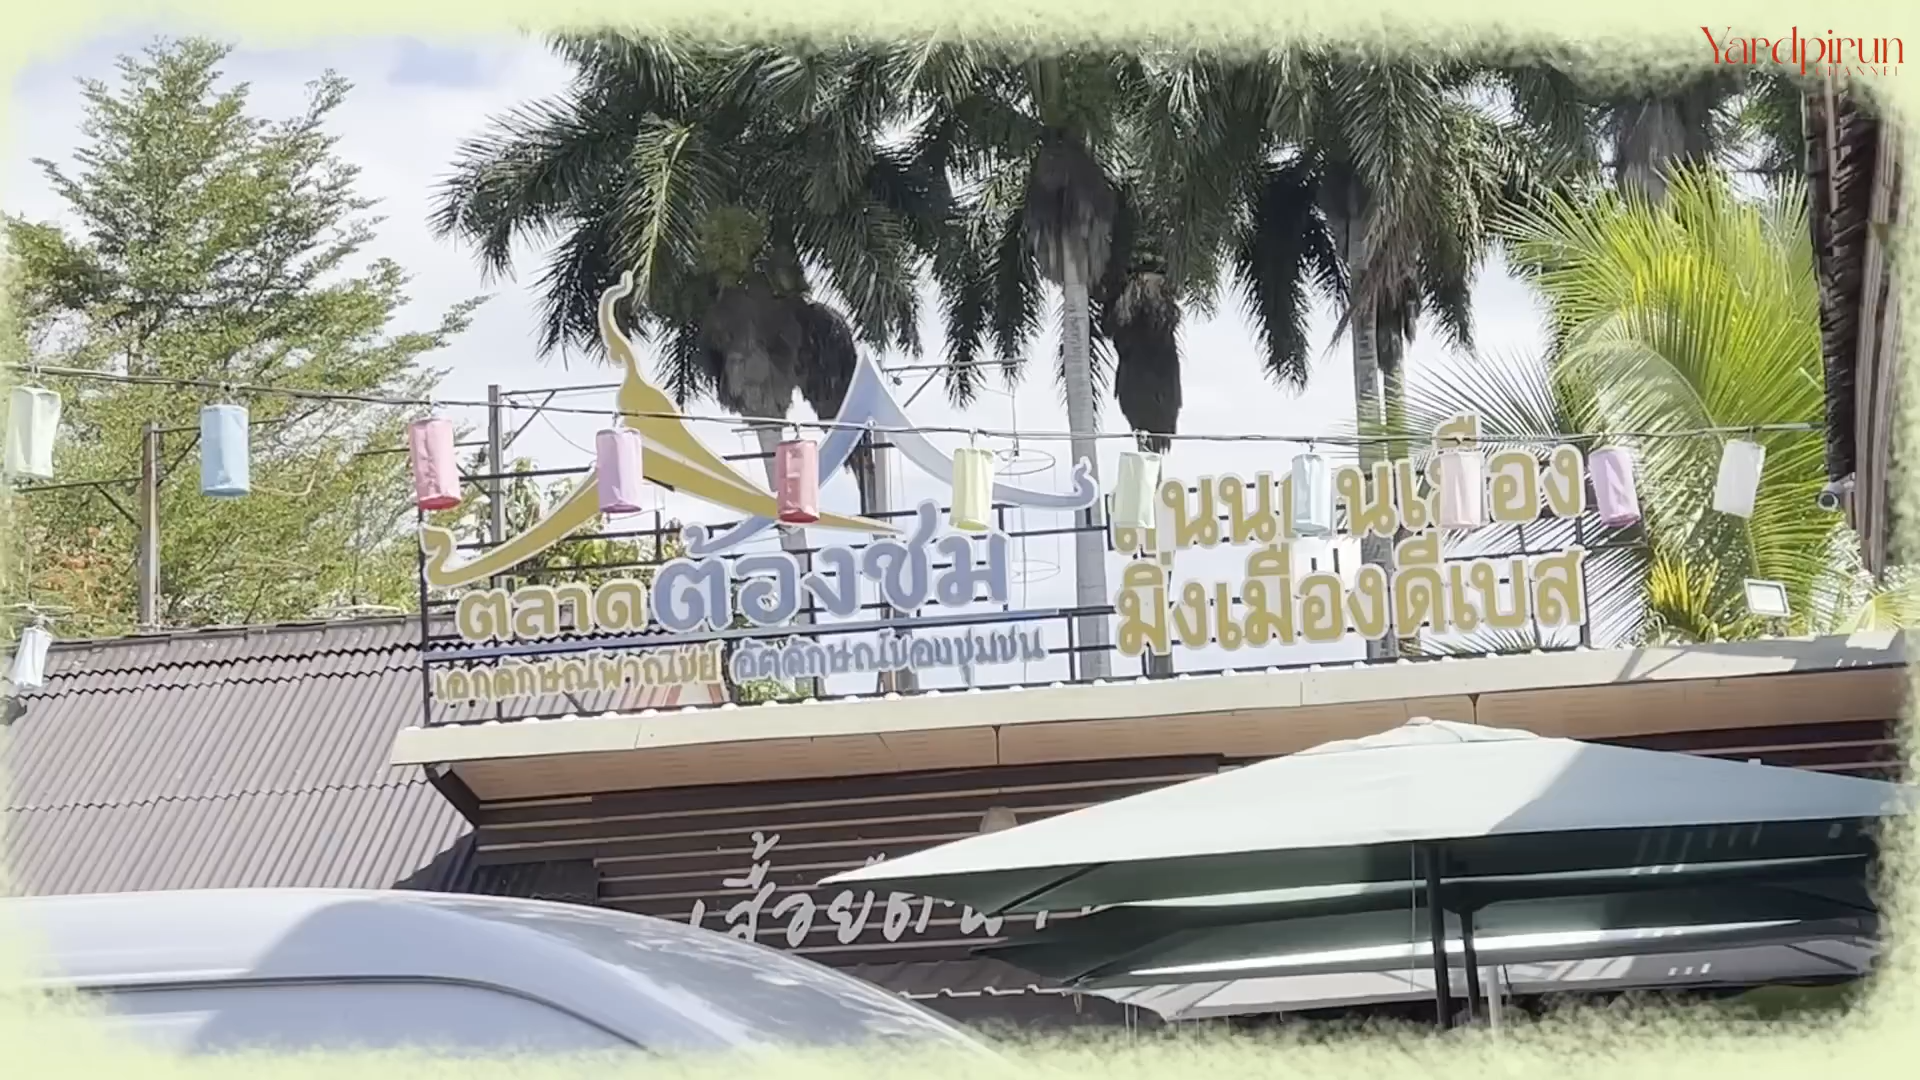 Yardpirun
CHANNEL
ตลาดต้องชม
เอกลักษณ์พาณิชย์ อัตลักษณ์ของชุมชน
มิ่งเมืองดีเบส